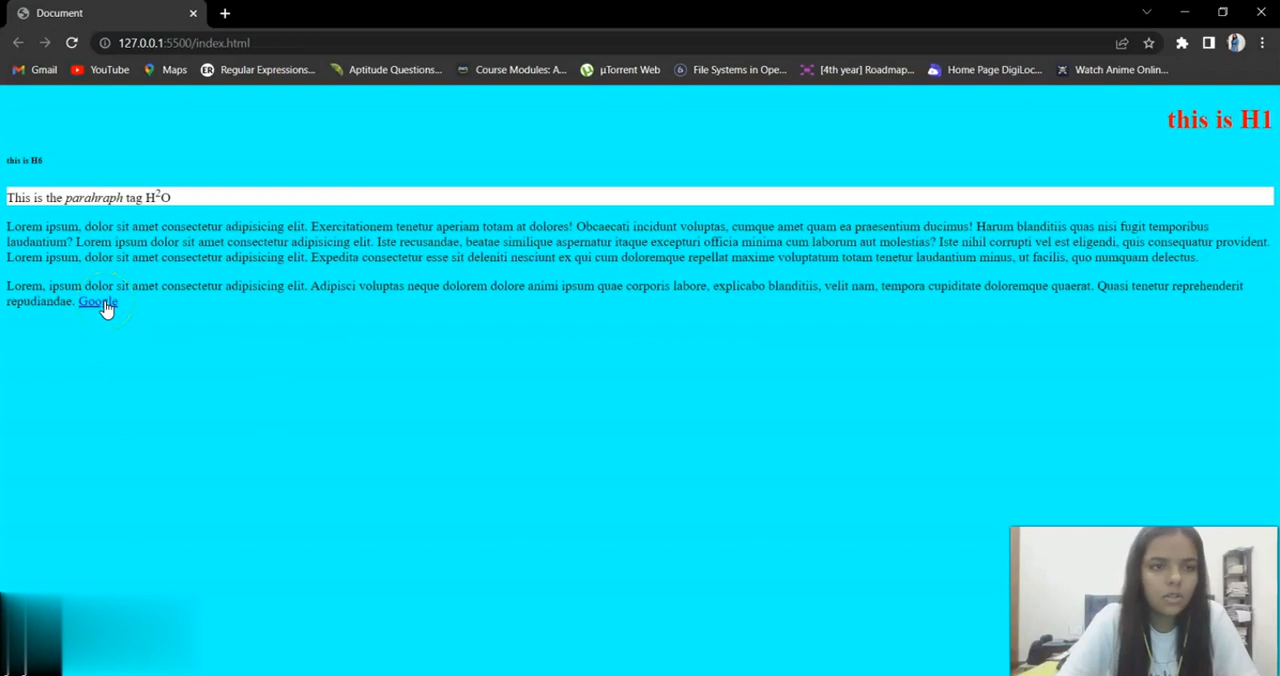 Document
127.0.0.1:5500/index.html
Gmail YouTube Maps Regular Expressions... Aptitude Questions... Course Modules: A... µTorrent Web File Systems in Ope... [4th year] Roadmap... Home Page DigiLoc... Watch Anime Onlin...
this is H1
this is H6
This is the parahraph tag H²O
Lorem ipsum, dolor sit amet consectetur adipisicing elit. Exercitationem tenetur aperiam totam at dolores! Obcaecati incidunt voluptas, cumque amet quam ea praesentium ducimus! Harum blanditiis quas nisi fugit temporibus
laudantium? Lorem ipsum dolor sit amet consectetur adipisicing elit. Iste recusandae, beatae similique aspernatur itaque excepturi officia minima cum laborum aut molestias? Iste nihil corrupti vel est eligendi, quis consequatur provident.
Lorem ipsum, dolor sit amet consectetur adipisicing elit. Expedita consectetur esse sit deleniti nesciunt ex qui cum doloremque repellat maxime voluptatum totam tenetur laudantium minus, ut facilis, quo numquam delectus.
Lorem, ipsum dolor sit amet consectetur adipisicing elit. Adipisci voluptas neque dolorem dolore animi ipsum quae corporis labore, explicabo blanditiis, velit nam, tempora cupiditate doloremque quaerat. Quasi tenetur reprehenderit
repudiandae. Google